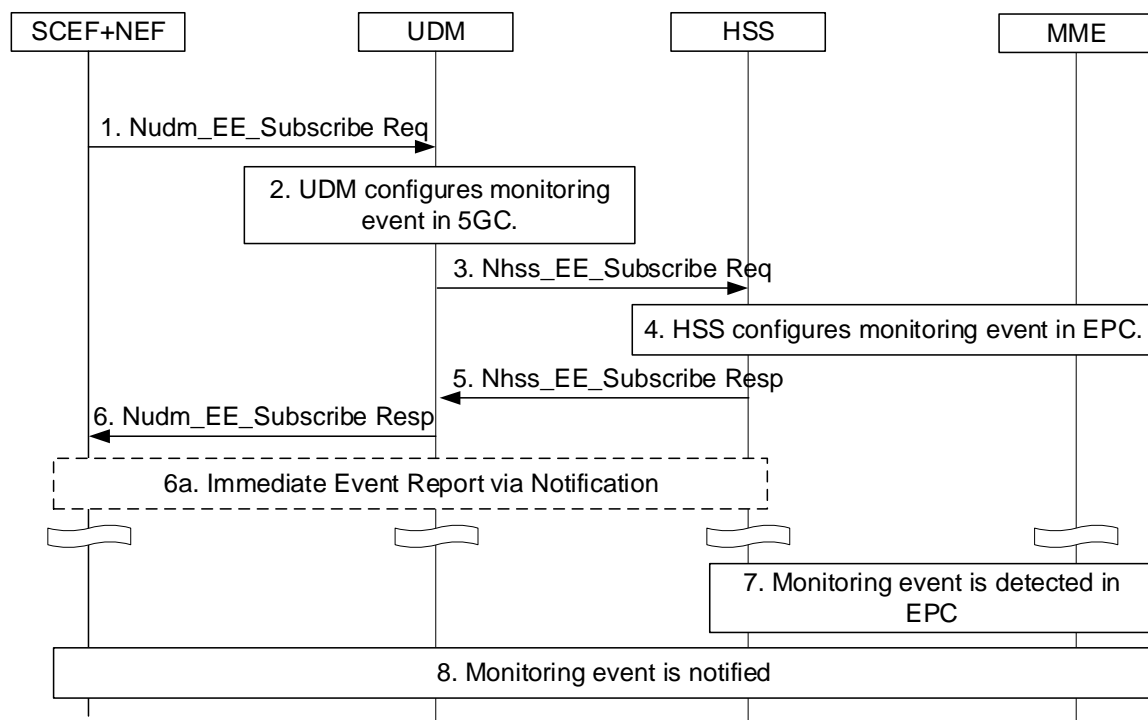 SCEF+NEF
UDM
HSS
MME
1. Nudm_EE_Subscribe Req
2. UDM configures monitoring
event in 5GC.
3. Nhss_EE_Subscribe Req
4. HSS configures monitoring event in EPC.
5. Nhss_EE_Subscribe Resp
6. Nudm_EE_Subscribe Resp
6a. Immediate Event Report via Notification
7. Monitoring event is detected in
EPC
8. Monitoring event is notified